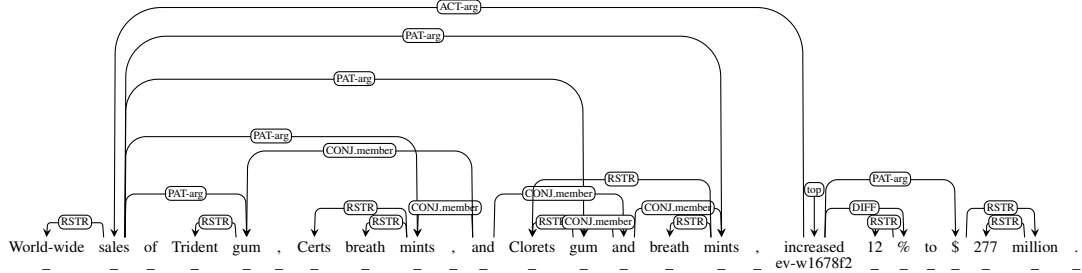 ACT-arg
PAT-arg
PAT-arg
PAT-arg
CONJ.member
RSTR
PAT-arg
CONJ.member
top
PAT-arg
RSTR
RSTR
RSTR
RSTR
CONJ.member
RSTR
CONJ.member
CONJ.member
RSTR
DIFF
RSTR
RSTR
RSTR
World-wide sales of Trident gum , Certs breath mints , and Clorets gum and breath mints , increased 12 % to $ 277 million .
_ _ _ _ _ _ _ _ _ _ _ _ _ _ _ _ _ ev-w1678f2 _ _ _ _ _ _ _